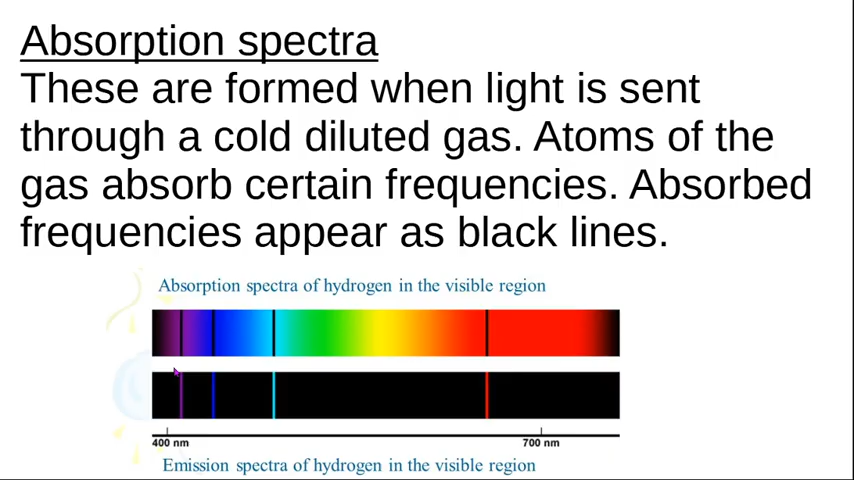 Absorption spectra
These are formed when light is sent
through a cold diluted gas. Atoms of the
gas absorb certain frequencies. Absorbed
frequencies appear as black lines.
Absorption spectra of hydrogen in the visible region
400 nm 700 nm
Emission spectra of hydrogen in the visible region